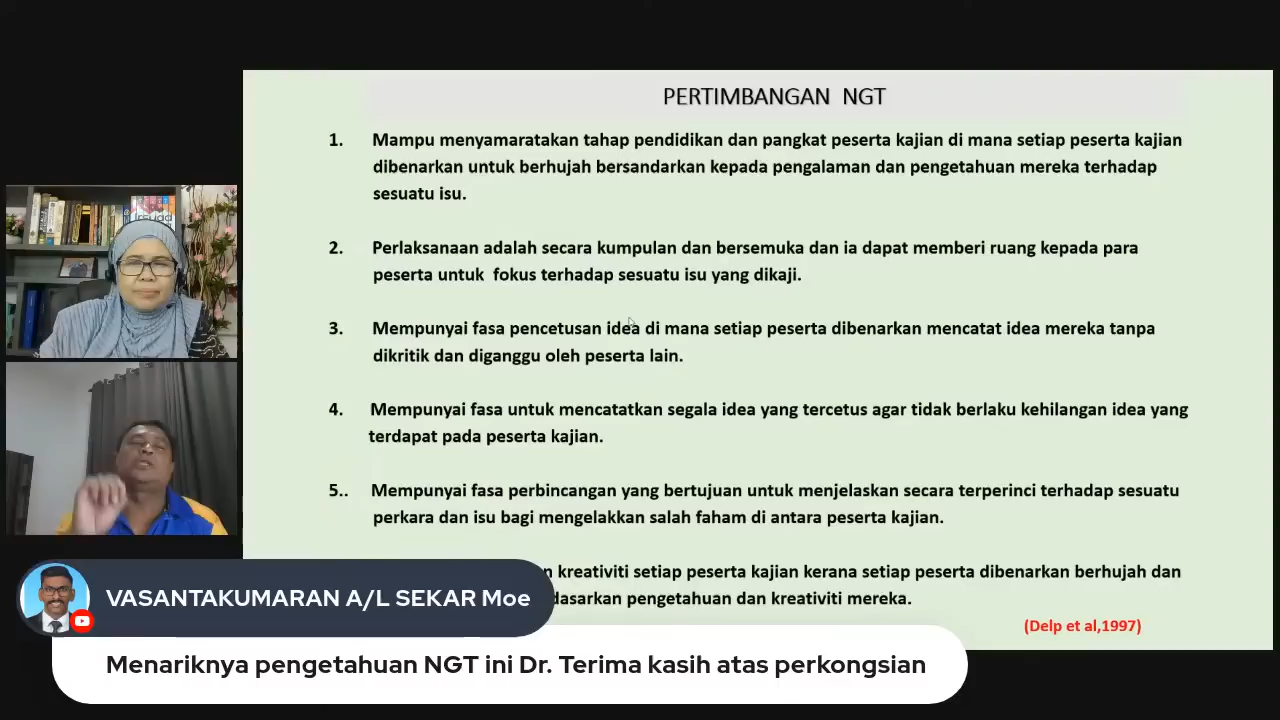 PERTIMBANGAN NGT
1. Mampu menyamaratakan tahap pendidikan dan pangkat peserta kajian di mana setiap peserta kajian
dibenarkan untuk berhujah bersandarkan kepada pengalaman dan pengetahuan mereka terhadap
sesuatu isu.
2. Perlaksanaan adalah secara kumpulan dan bersemuka dan ia dapat memberi ruang kepada para
peserta untuk fokus terhadap sesuatu isu yang dikaji.
3. Mempunyai fasa pencetusan idea di mana setiap peserta dibenarkan mencatat idea mereka tanpa
dikritik dan diganggu oleh peserta lain.
4. Mempunyai fasa untuk mencatatkan segala idea yang tercetus agar tidak berlaku kehilangan idea yang
terdapat pada peserta kajian.
5.. Mempunyai fasa perbincangan yang bertujuan untuk menjelaskan secara terperinci terhadap sesuatu
perkara dan isu bagi mengelakkan salah faham di antara peserta kajian.
kreativiti setiap peserta kajian kerana setiap peserta dibenarkan berhujah dan
dasarkan pengetahuan dan kreativiti mereka.
(Delp et al,1997)
VASANTAKUMARAN A/L SEKAR Moe
Menariknya pengetahuan NGT ini Dr. Terima kasih atas perkongsian